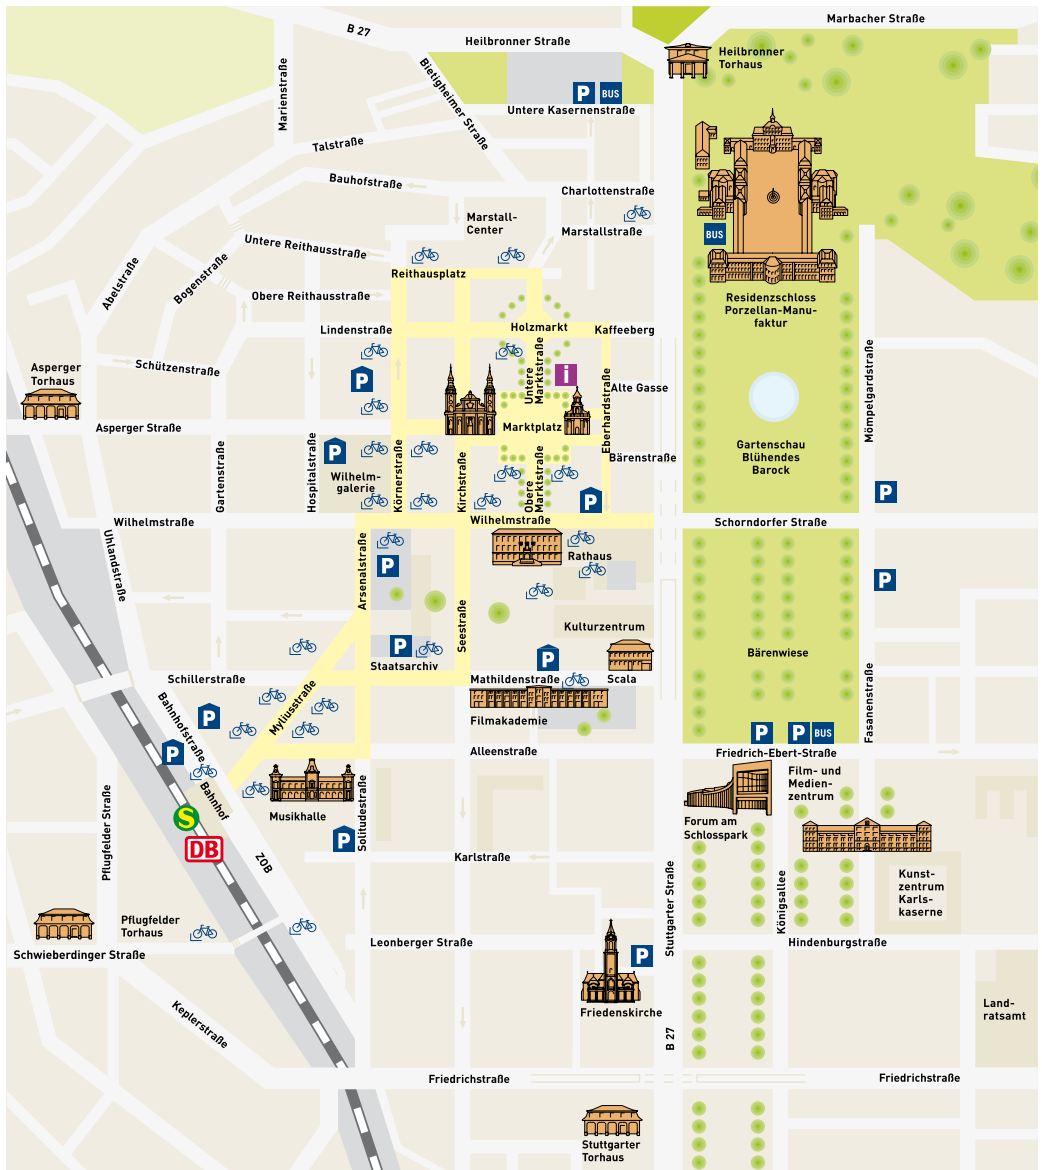 Marbacher Straße
B 27
Heilbronner Straße
Heilbronner
Torhaus
Marienstraße
Bietigheimer Straße
P
BUS
Untere Kasernenstraße
Talstraße
Bauhofstraße
Charlottenstraße
Marstall-
Center
Marstallstraße
BUS
Untere Reithausstraße
Abelstraße
Bogenstraße
Reithausplatz
Obere Reithausstraße
Residenzschloss
Porzellan-Manu-
faktur
Lindenstraße
Holzmarkt
Kaffeeberg
Asperger
Torhaus
Schützenstraße
P
Untere
Marktstraße
i
Eberhardstraße
Alte Gasse
Mömpelgardstraße
Asperger Straße
Marktplatz
Gartenstraße
Hospitalstraße
P
Wilhelm-
galerie
Körnerstraße
Kirchstraße
Obere
Marktstraße
Bärenstraße
Gartenschau
Blühendes
Barock
P
P
Wilhelmstraße
Wilhelmstraße
Schorndorfer Straße
Uhlandstraße
Arsenalstraße
P
Rathaus
P
Seestraße
Kulturzentrum
P
Staatsarchiv
P
Bärenwiese
Schillerstraße
Mathildenstraße
Scala
Fasanenstraße
Bahnhofstraße
P
Myliusstraße
Filmakademie
P
P
P
BUS
Alleenstraße
Friedrich-Ebert-Straße
Bahnhof
Film- und
Medien-
zentrum
Pflugfelder Straße
S
DB
Musikhalle
Solitudestraße
P
Forum am
Schlosspark
ZOB
Karlstraße
Stuttgarter Straße
Königsallee
Kunst-
zentrum
Karls-
kaserne
Pflugfelder
Torhaus
Schwieberdinger Straße
Leonberger Straße
P
Hindenburgstraße
Keplerstraße
Friedenskirche
B 27
Land-
ratsamt
Friedrichstraße
Friedrichstraße
Stuttgarter
Torhaus